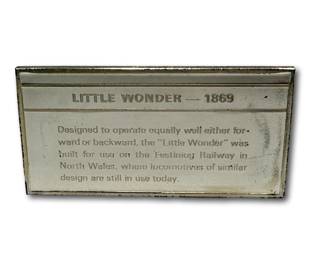 LITTLE WONDER — 1869
Designed to operate equally well either for-
ward or backward, the "Little Wonder" was
built for use on the Festiniog Railway in
North Wales, where locomotives of similar
design are still in use today.